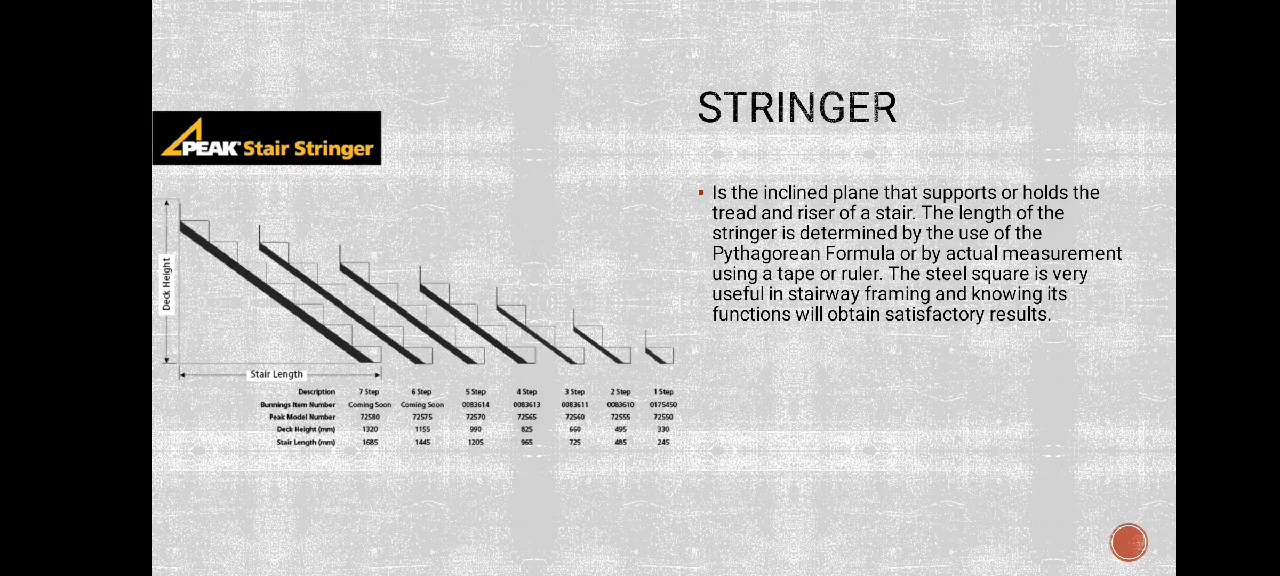 STRINGER
PEAK Stair Stringer
▪ Is the inclined plane that supports or holds the
tread and riser of a stair. The length of the
stringer is determined by the use of the
Pythagorean Formula or by actual measurement
using a tape or ruler. The steel square is very
useful in stairway framing and knowing its
functions will obtain satisfactory results.
Deck Height
Stair Length
Description 7 Step 6 Step 5 Step 4 Step 3 Step 2 Step 1 Step
Bunnings Item Number Coming Soon Coming Soon 0083614 0083613 0083611 0083610 0175450
Peak Model Number 72580 72575 72570 72565 72560 72555 72550
Deck Height (mm) 1320 1155 990 825 660 495 330
Stair Length (mm) 1685 1445 1205 965 725 485 245